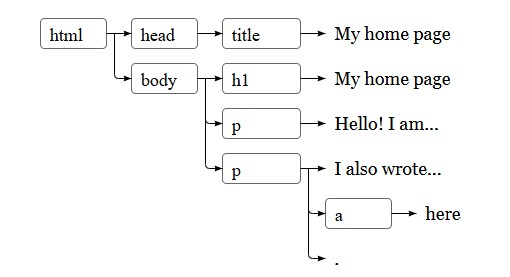 html head title My home page
body h1 My home page
p Hello! I am...
p I also wrote...
a here
.